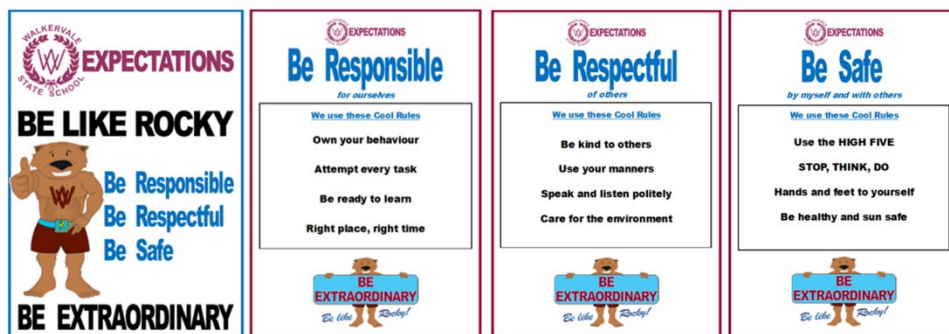 WALKERVALE
STATE SCHOOL
EXPECTATIONS
BE LIKE ROCKY
Be Responsible
Be Respectful
Be Safe
BE EXTRAORDINARY
EXPECTATIONS
Be Responsible
for ourselves
We use these Cool Rules
Own your behaviour
Attempt every task
Be ready to learn
Right place, right time
BE
EXTRAORDINARY
Be like Rocky!
EXPECTATIONS
Be Respectful
of others
We use these Cool Rules
Be kind to others
Use your manners
Speak and listen politely
Care for the environment
BE
EXTRAORDINARY
Be like Rocky!
EXPECTATIONS
Be Safe
by myself and with others
We use these Cool Rules
Use the HIGH FIVE
STOP, THINK, DO
Hands and feet to yourself
Be healthy and sun safe
BE
EXTRAORDINARY
Be like Rocky!